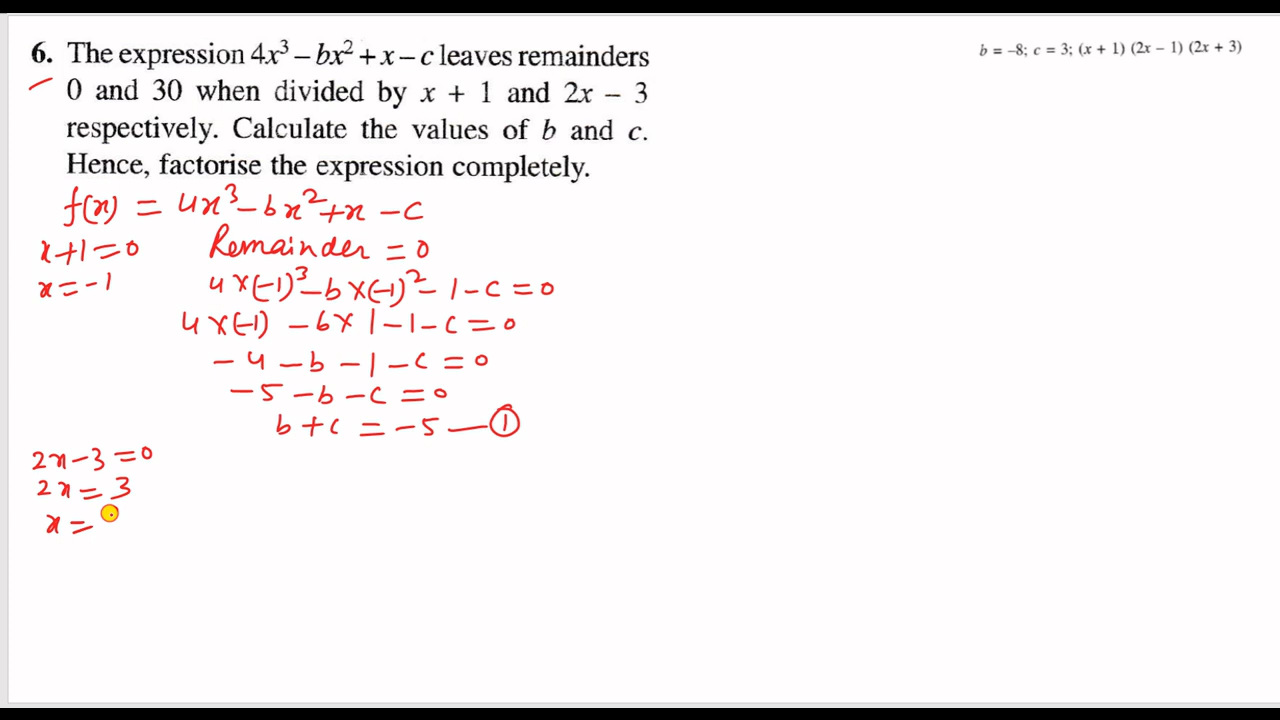 6. The expression 4x³ – bx² + x – c leaves remainders
0 and 30 when divided by x + 1 and 2x – 3
respectively. Calculate the values of b and c.
Hence, factorise the expression completely.
b = –8; c = 3; (x + 1) (2x – 1) (2x + 3)
f(x) = 4x³ – bx² + x – c
x + 1 = 0 Remainder = 0
x = –1 4 × (–1)³ – b × (–1)² – 1 – c = 0
4 × (–1) – b × 1 – 1 – c = 0
– 4 – b – 1 – c = 0
– 5 – b – c = 0
b + c = – 5 — ①
2x – 3 = 0
2x = 3
x =